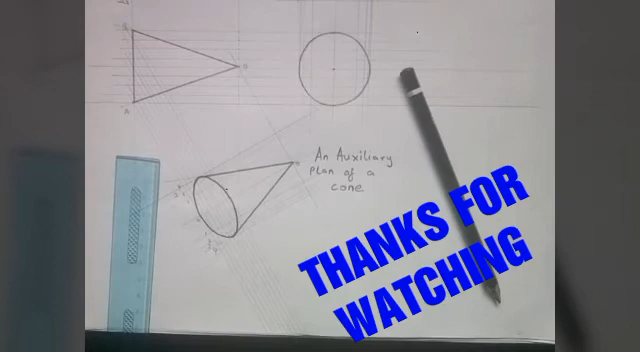 An Auxiliary
plan of a
cone
THANKS FOR
WATCHING